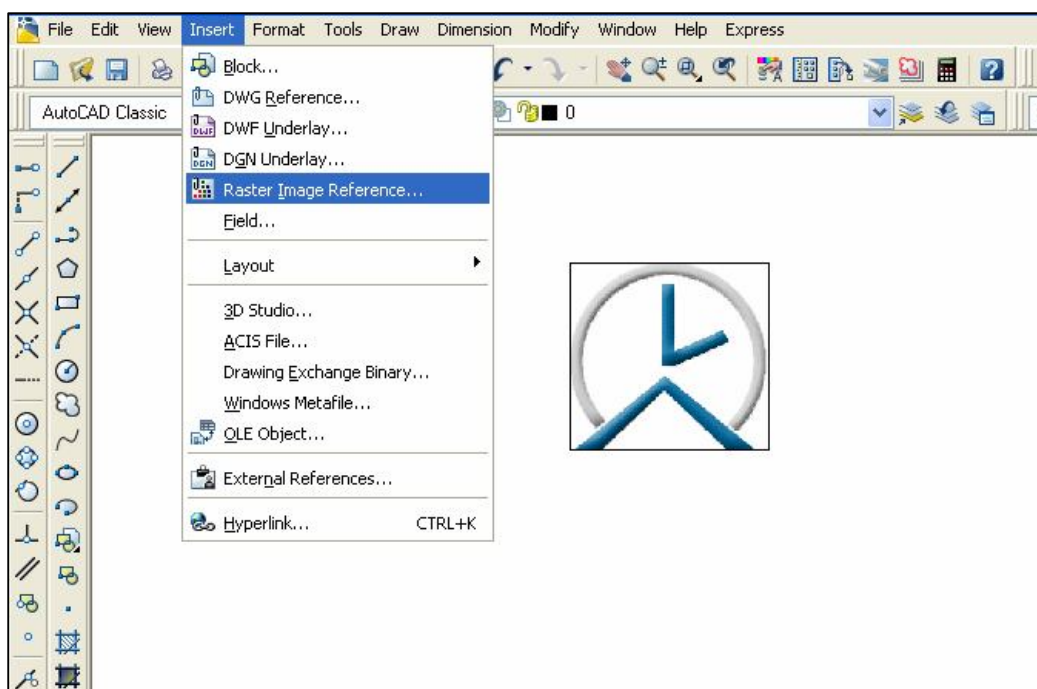 File Edit View Insert Format Tools Draw Dimension Modify Window Help Express
Block...
AutoCAD Classic
0
DWG Reference...
DWF Underlay...
DGN Underlay...
Raster Image Reference...
Field...
Layout
3D Studio...
ACIS File...
Drawing Exchange Binary...
Windows Metafile...
OLE Object...
External References...
Hyperlink... CTRL+K